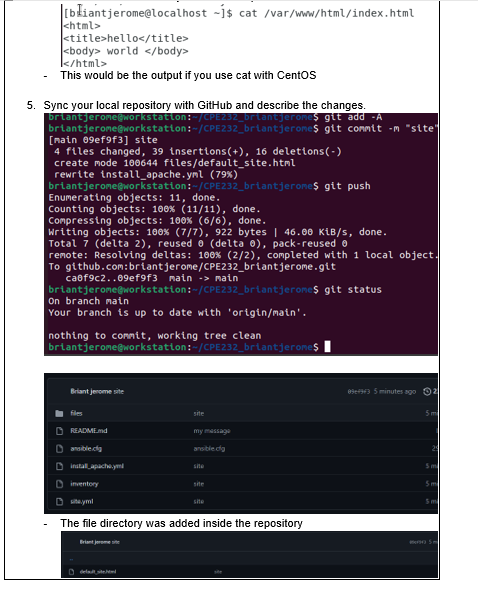 [briantjerome@localhost ~]$ cat /var/www/html/index.html
<html>
<title>hello</title>
<body> world </body>
</html>
- This would be the output if you use cat with CentOS
5. Sync your local repository with GitHub and describe the changes.
briantjerome@workstation:~/CPE232_briantjerome$ git add -A
briantjerome@workstation:~/CPE232_briantjerome$ git commit -m "site"
[main 09ef9f3] site
4 files changed, 39 insertions(+), 16 deletions(-)
create mode 100644 files/default_site.html
rewrite install_apache.yml (79%)
briantjerome@workstation:~/CPE232_briantjerome$ git push
Enumerating objects: 11, done.
Counting objects: 100% (11/11), done.
Compressing objects: 100% (6/6), done.
Writing objects: 100% (7/7), 922 bytes | 46.00 KiB/s, done.
Total 7 (delta 2), reused 0 (delta 0), pack-reused 0
remote: Resolving deltas: 100% (2/2), completed with 1 local object.
To github.com:briantjerome/CPE232_briantjerome.git
ca0f9c2..09ef9f3 main -> main
briantjerome@workstation:~/CPE232_briantjerome$ git status
On branch main
Your branch is up to date with 'origin/main'.
nothing to commit, working tree clean
briantjerome@workstation:~/CPE232_briantjerome$
Briant jerome site 09ef9f3 5 minutes ago
files site
README.md my message
ansible.cfg ansible.cfg
install_apache.yml site
inventory site
site.yml site
- The file directory was added inside the repository
Briant jerome site
..
default_site.html site